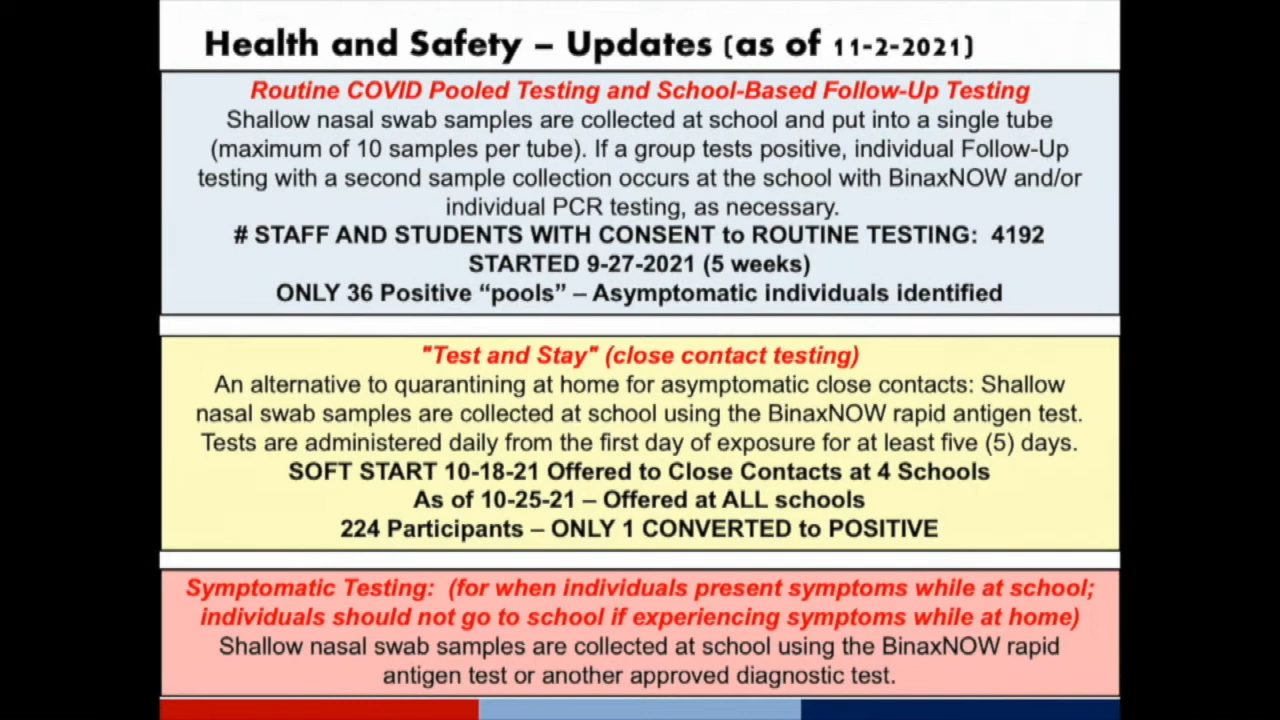 Health and Safety – Updates (as of 11-2-2021)
Routine COVID Pooled Testing and School-Based Follow-Up Testing
Shallow nasal swab samples are collected at school and put into a single tube
(maximum of 10 samples per tube). If a group tests positive, individual Follow-Up
testing with a second sample collection occurs at the school with BinaxNOW and/or
individual PCR testing, as necessary.
# STAFF AND STUDENTS WITH CONSENT to ROUTINE TESTING: 4192
STARTED 9-27-2021 (5 weeks)
ONLY 36 Positive “pools” – Asymptomatic individuals identified
"Test and Stay" (close contact testing)
An alternative to quarantining at home for asymptomatic close contacts: Shallow
nasal swab samples are collected at school using the BinaxNOW rapid antigen test.
Tests are administered daily from the first day of exposure for at least five (5) days.
SOFT START 10-18-21 Offered to Close Contacts at 4 Schools
As of 10-25-21 – Offered at ALL schools
224 Participants – ONLY 1 CONVERTED to POSITIVE
Symptomatic Testing: (for when individuals present symptoms while at school;
individuals should not go to school if experiencing symptoms while at home)
Shallow nasal swab samples are collected at school using the BinaxNOW rapid
antigen test or another approved diagnostic test.